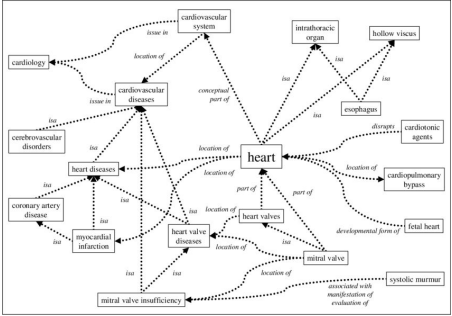 cardiovascular
system
intrathoracic
organ
hollow viscus
issue in
cardiology
location of
isa
isa
isa
cardiovascular
diseases
issue in
conceptual
part of
esophagus
isa
cerebrovascular
disorders
isa
disrupts
cardiotonic
agents
location of
heart
heart diseases
location of
location of
cardiopulmonary
bypass
isa
part of
part of
coronary artery
disease
isa
isa
location of
heart valves
developmental form of
fetal heart
isa
myocardial
infarction
heart valve
diseases
isa
location of
mitral valve
isa
isa
location of
systolic murmur
mitral valve insufficiency
associated with
manifestation of
evaluation of